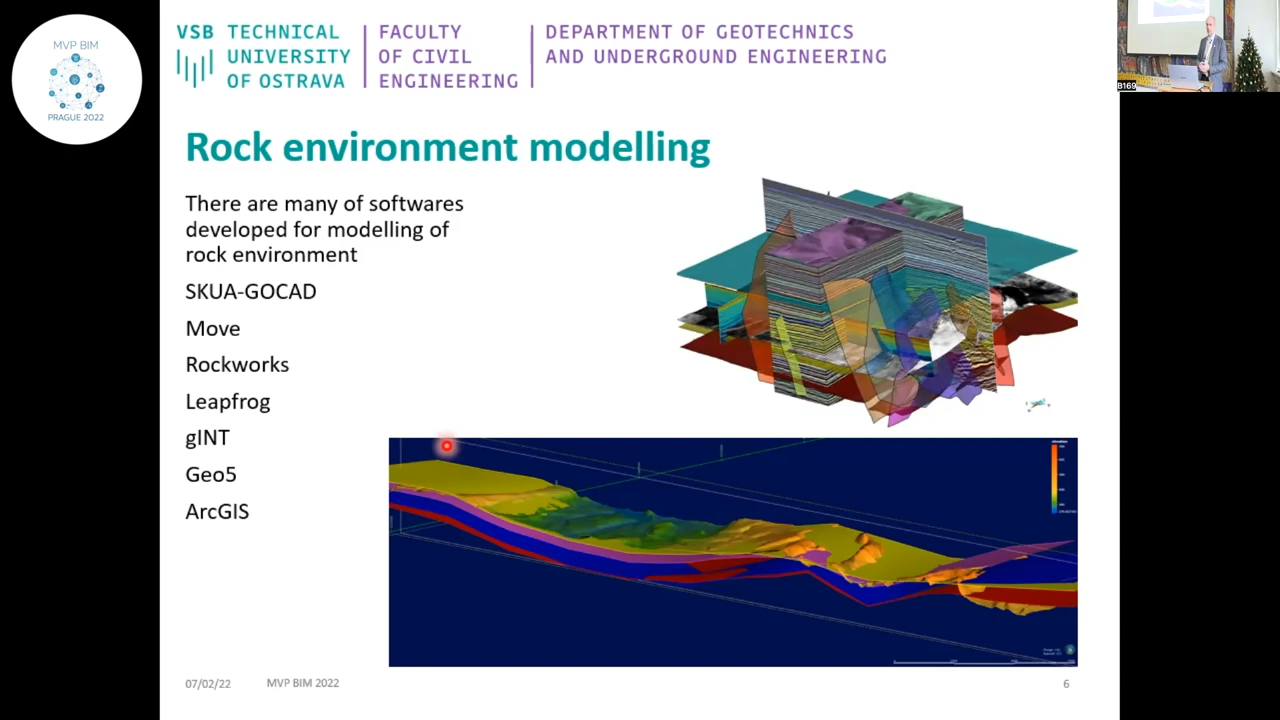 MVP BIM
PRAGUE 2022
VSB TECHNICAL
UNIVERSITY
OF OSTRAVA
FACULTY
OF CIVIL
ENGINEERING
DEPARTMENT OF GEOTECHNICS
AND UNDERGROUND ENGINEERING
B169
Rock environment modelling
There are many of softwares
developed for modelling of
rock environment
SKUA-GOCAD
Move
Rockworks
Leapfrog
gINT
Geo5
ArcGIS
07/02/22
MVP BIM 2022
6